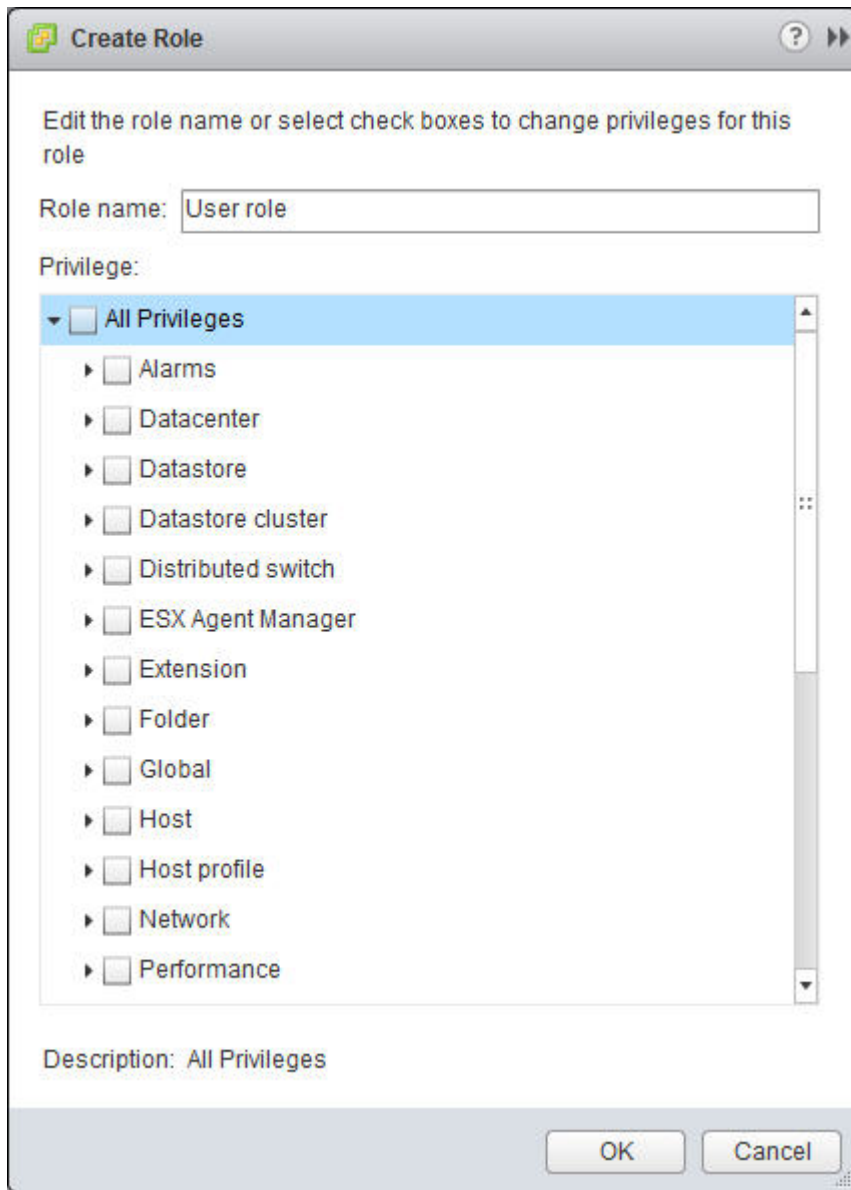 Create Role
?
Edit the role name or select check boxes to change privileges for this
role
Role name: User role
Privilege:
All Privileges
Alarms
Datacenter
Datastore
Datastore cluster
Distributed switch
ESX Agent Manager
Extension
Folder
Global
Host
Host profile
Network
Performance
Description: All Privileges
OK Cancel